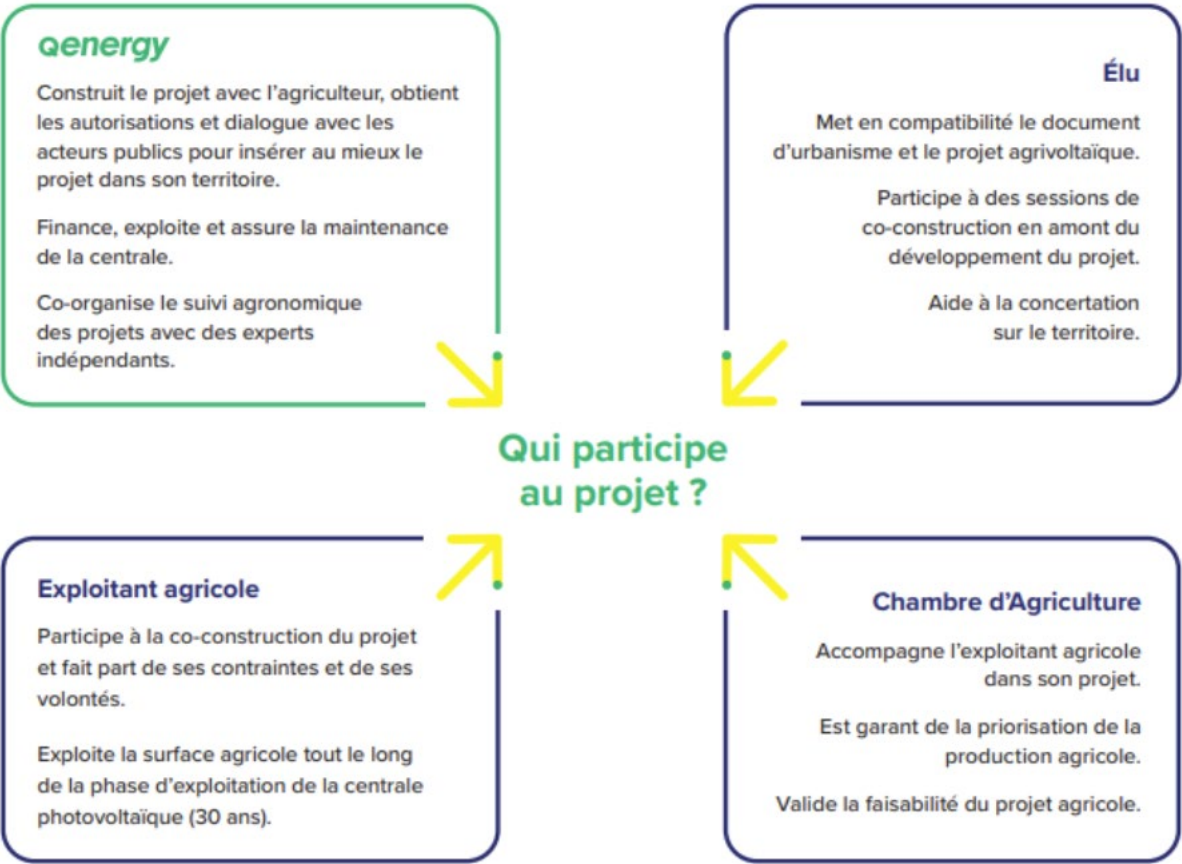 Qenergy
Construit le projet avec l'agriculteur, obtient
les autorisations et dialogue avec les
acteurs publics pour insérer au mieux le
projet dans son territoire.
Finance, exploite et assure la maintenance
de la centrale.
Co-organise le suivi agronomique
des projets avec des experts
indépendants.
Élu
Met en compatibilité le document
d'urbanisme et le projet agrivoltaïque.
Participe à des sessions de
co-construction en amont du
développement du projet.
Aide à la concertation
sur le territoire.
Qui participe
au projet ?
Exploitant agricole
Participe à la co-construction du projet
et fait part de ses contraintes et de ses
volontés.
Exploite la surface agricole tout le long
de la phase d'exploitation de la centrale
photovoltaïque (30 ans).
Chambre d'Agriculture
Accompagne l'exploitant agricole
dans son projet.
Est garant de la priorisation de la
production agricole.
Valide la faisabilité du projet agricole.